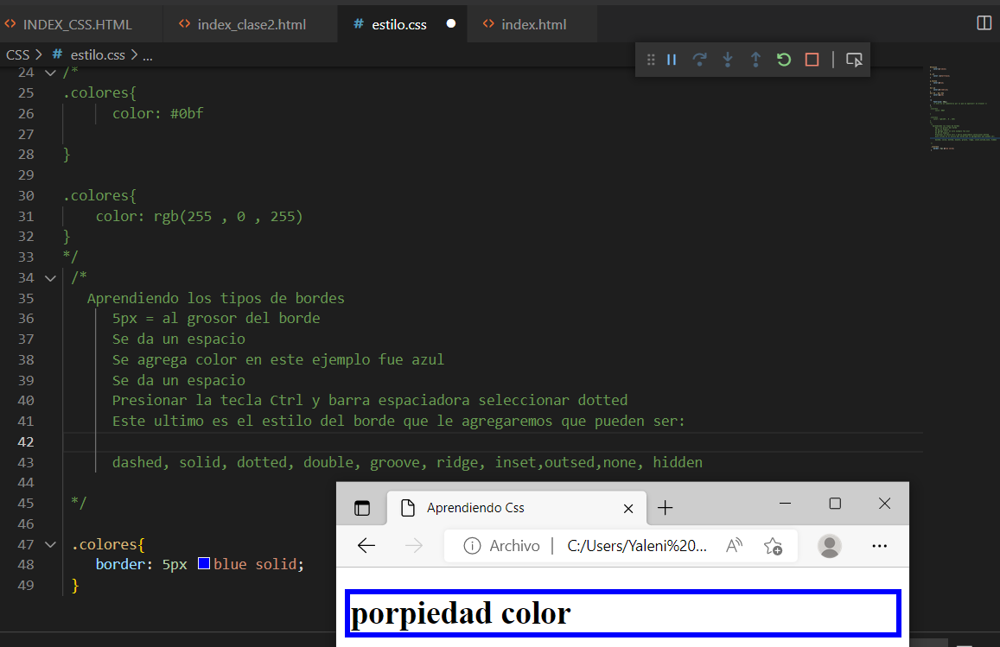 INDEX_CSS.HTML
index_clase2.html
# estilo.css
index.html
CSS > # estilo.css > ...
24 /*
25 .colores{
26 color: #0bf
27
28 }
29
30 .colores{
31 color: rgb(255 , 0 , 255)
32 }
33 */
34 /*
35 Aprendiendo los tipos de bordes
36 5px = al grosor del borde
37 Se da un espacio
38 Se agrega color en este ejemplo fue azul
39 Se da un espacio
40 Presionar la tecla Ctrl y barra espaciadora seleccionar dotted
41 Este ultimo es el estilo del borde que le agregaremos que pueden ser:
42
43 dashed, solid, dotted, double, groove, ridge, inset,outsed,none, hidden
44
45 */
46
47 .colores{
48 border: 5px blue solid;
49 }
Aprendiendo Css
Archivo | C:/Users/Yaleni%20...
porpiedad color